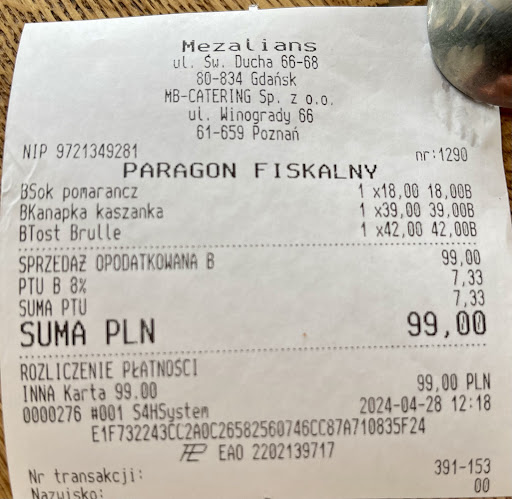 Mezalians
ul. Św. Ducha 66-68
80-834 Gdańsk
MB-CATERING Sp. z o.o.
ul. Winogrady 66
61-659 Poznań
NIP 9721349281 nr:1290
PARAGON FISKALNY
BSok pomarancz 1 x18,00 18,00B
BKanapka kaszanka 1 x39,00 39,00B
BTost Brulle 1 x42,00 42,00B
SPRZEDAŻ OPODATKOWANA B 99,00
PTU B 8% 7,33
SUMA PTU 7,33
SUMA PLN 99,00
ROZLICZENIE PŁATNOŚCI
INNA Karta 99.00 99,00 PLN
0000276 #001 S4HSystem 2024-04-28 12:18
E1F732243CC2A0C26582560746CC87A710835F24
EAO 2202139717
Nr transakcji: 391-153
Nazwisko: 00